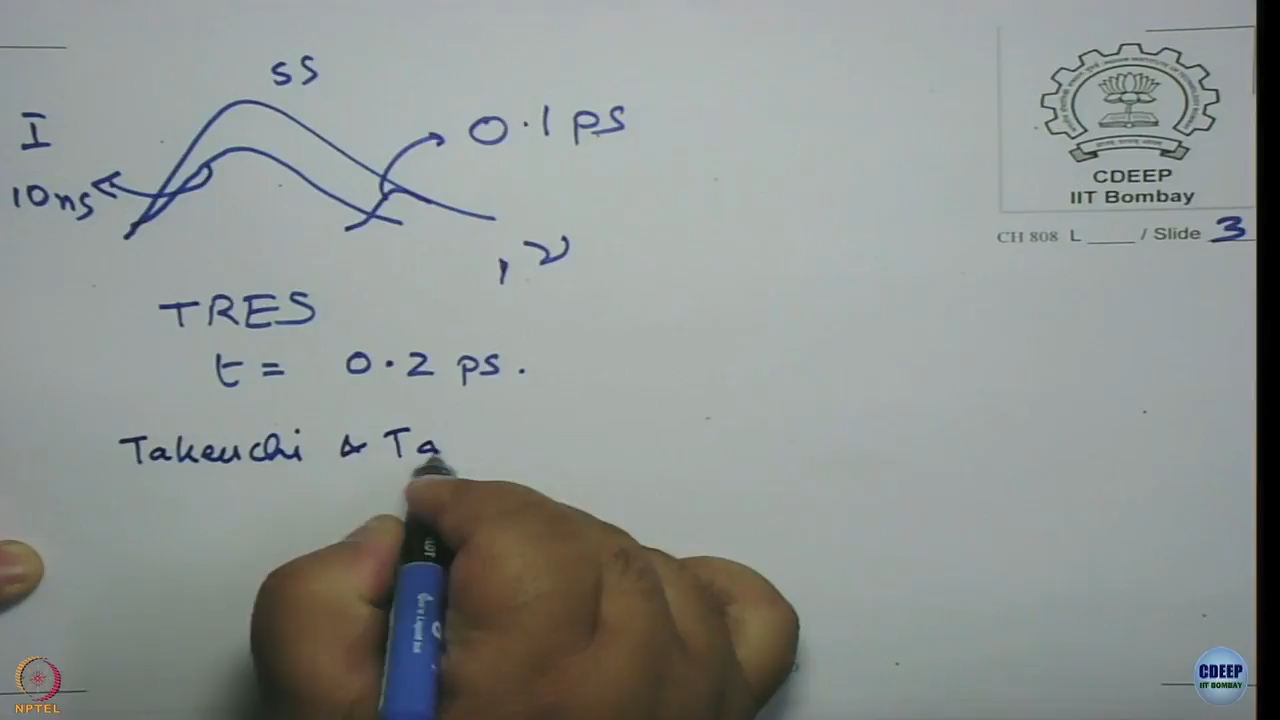 SS
I
0.1 ps
10ns
, ν
TRES
t = 0.2 ps.
Takeuchi & Ta
CDEEP
IIT Bombay
CH 808 L ____ / Slide 3
NPTEL
CDEEP
IIT BOMBAY